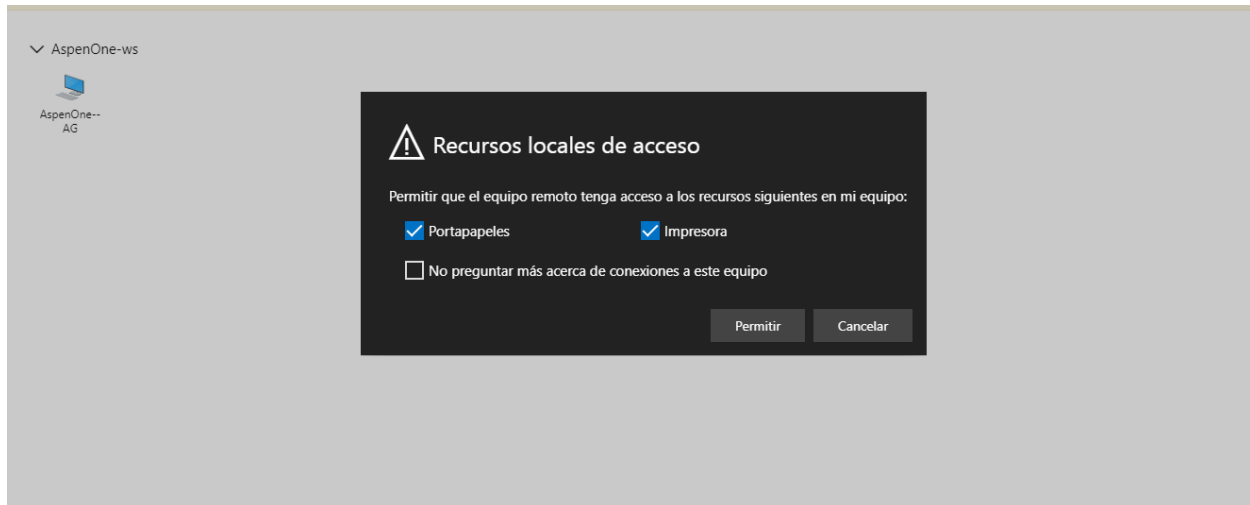 AspenOne-ws
AspenOne--
AG
Recursos locales de acceso
Permitir que el equipo remoto tenga acceso a los recursos siguientes en mi equipo:
Portapapeles
Impresora
No preguntar más acerca de conexiones a este equipo
Permitir
Cancelar